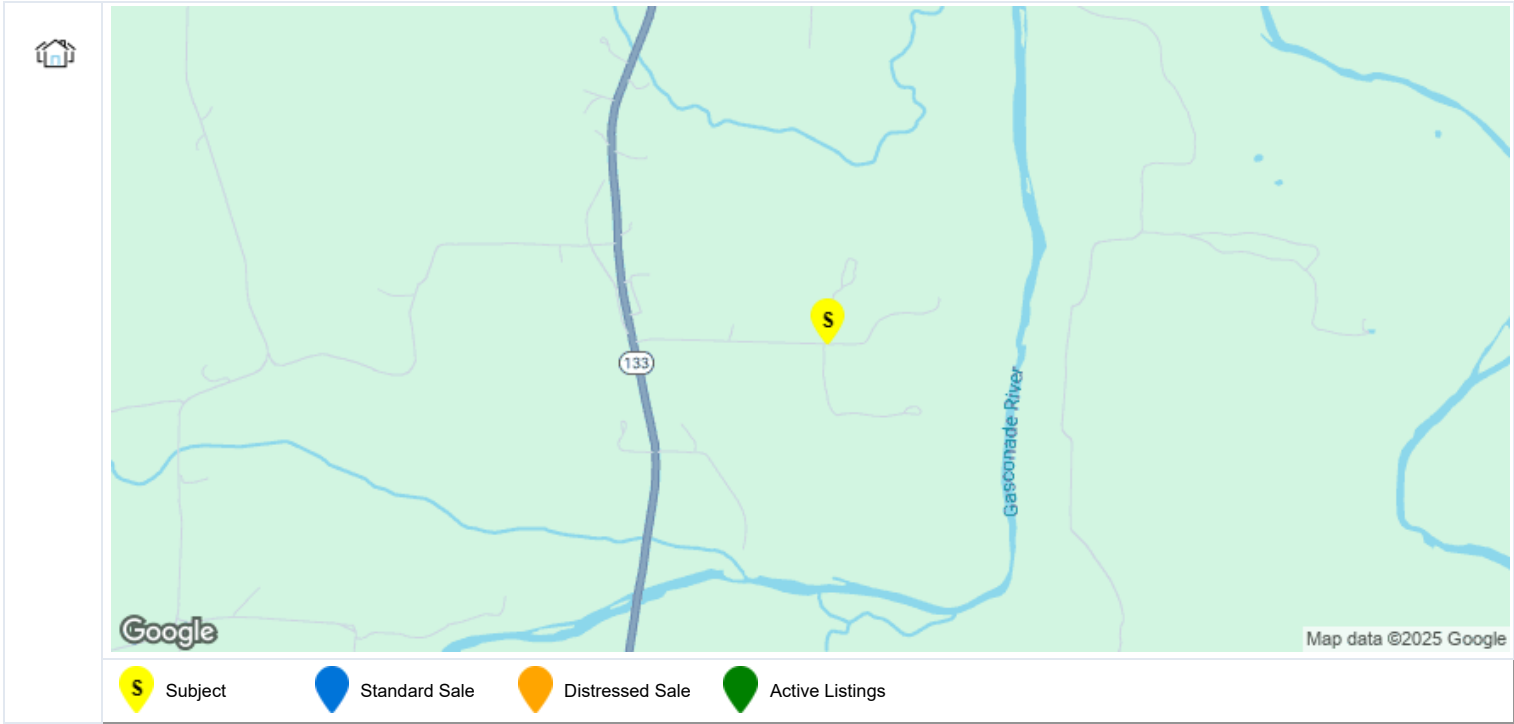 S
133
Gasconade River
Google
Map data ©2025 Google
S Subject Standard Sale Distressed Sale Active Listings